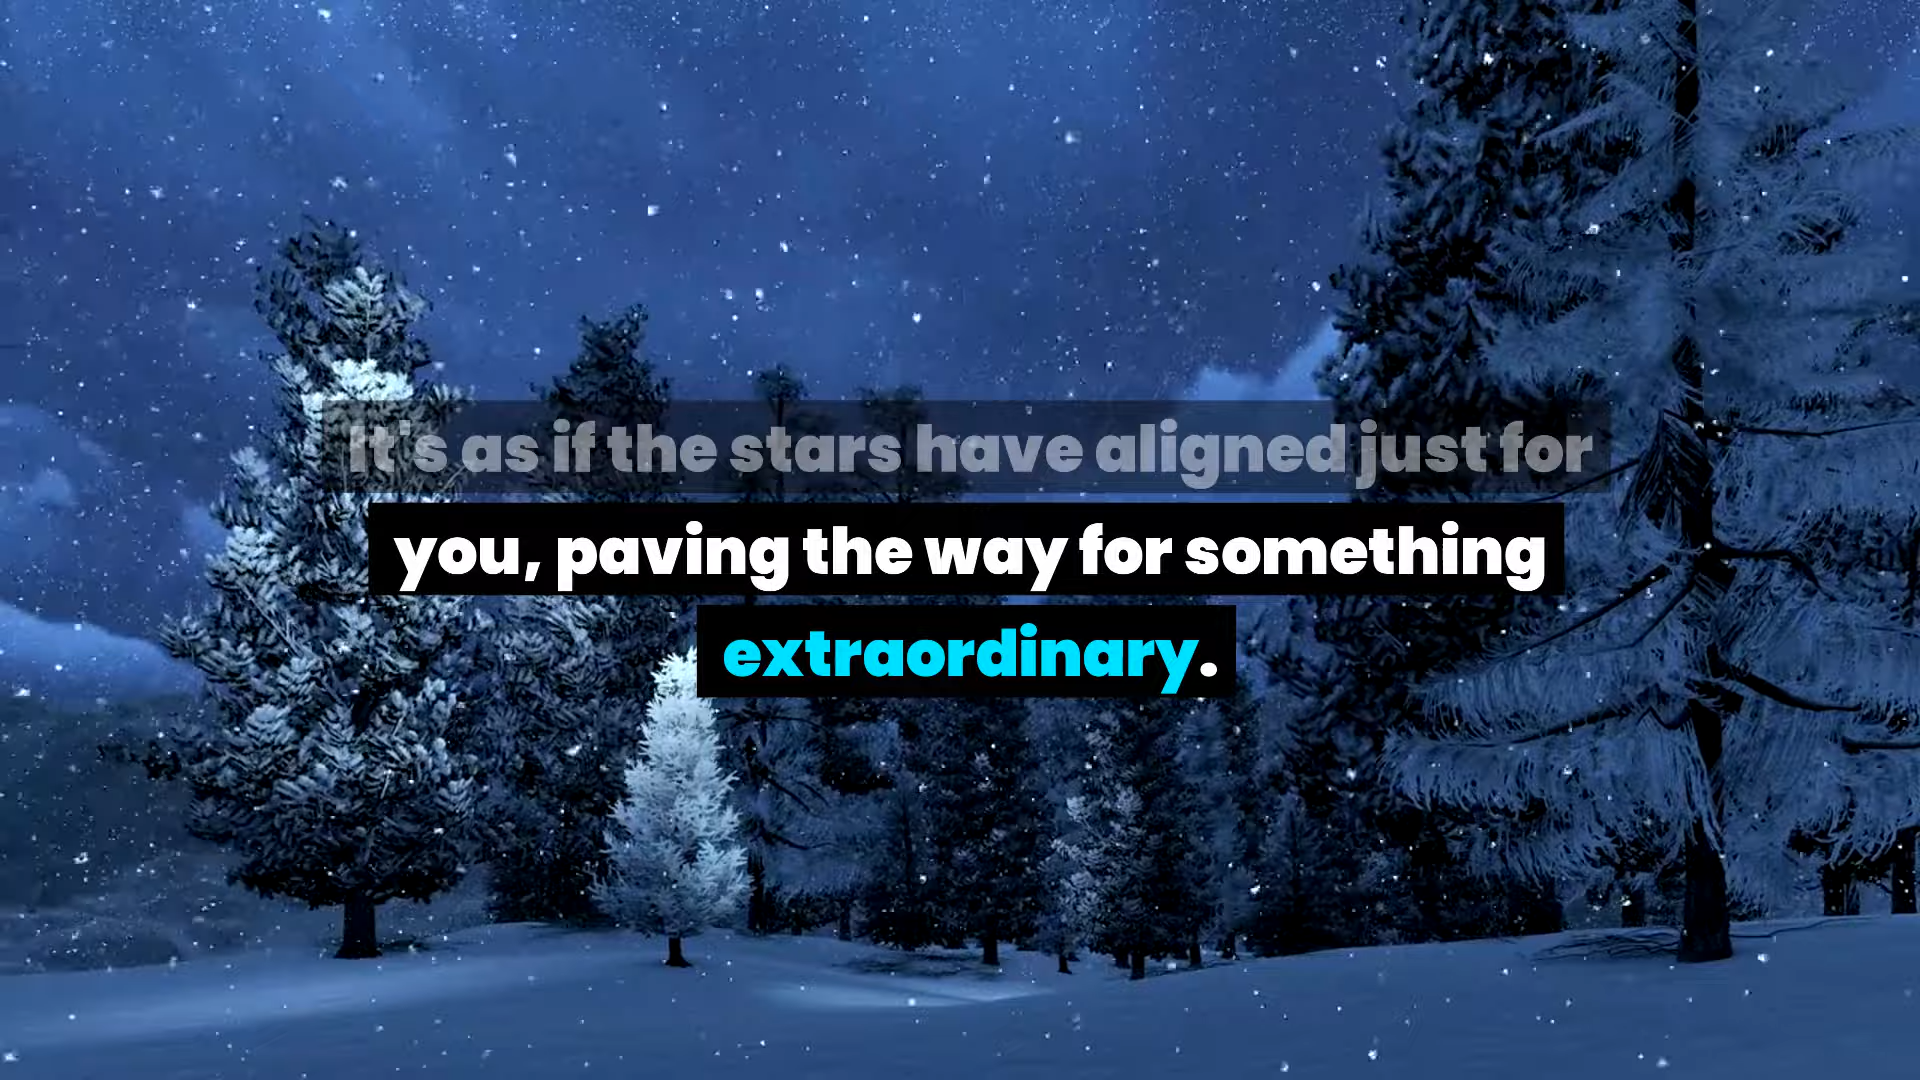 It's as if the stars have aligned just for
you, paving the way for something
extraordinary.